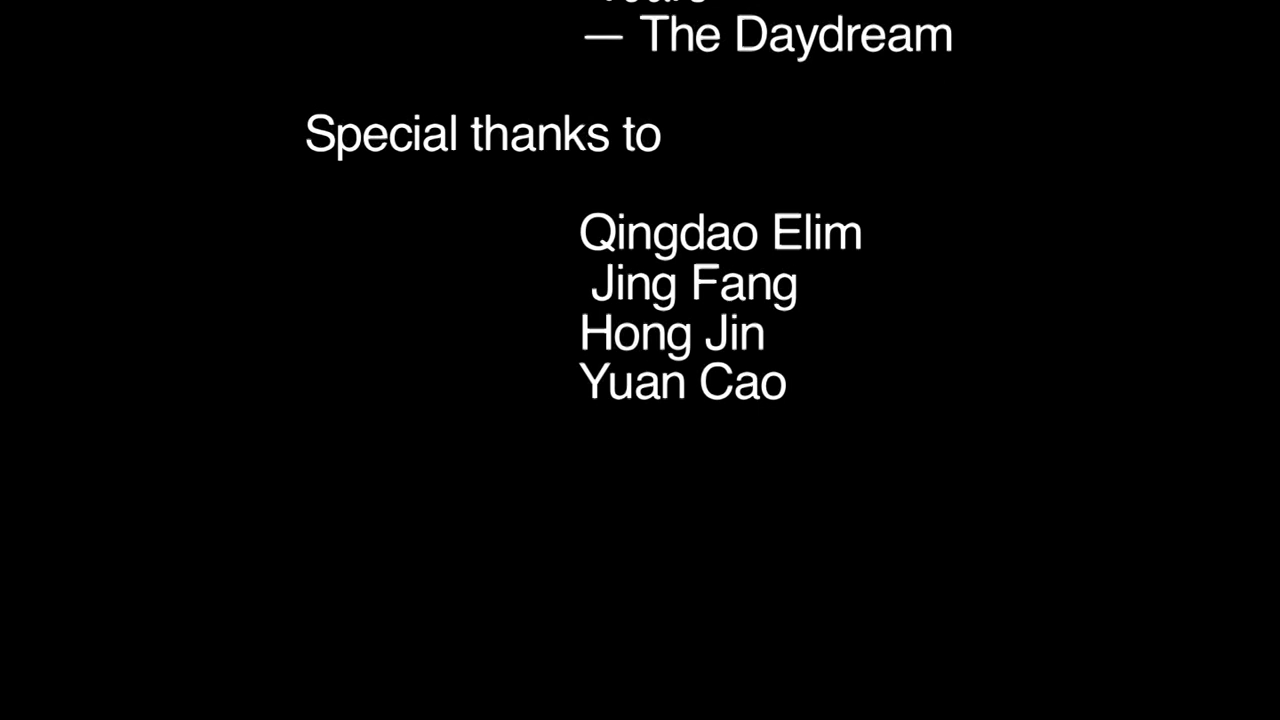 — The Daydream
Special thanks to
Qingdao Elim
Jing Fang
Hong Jin
Yuan Cao